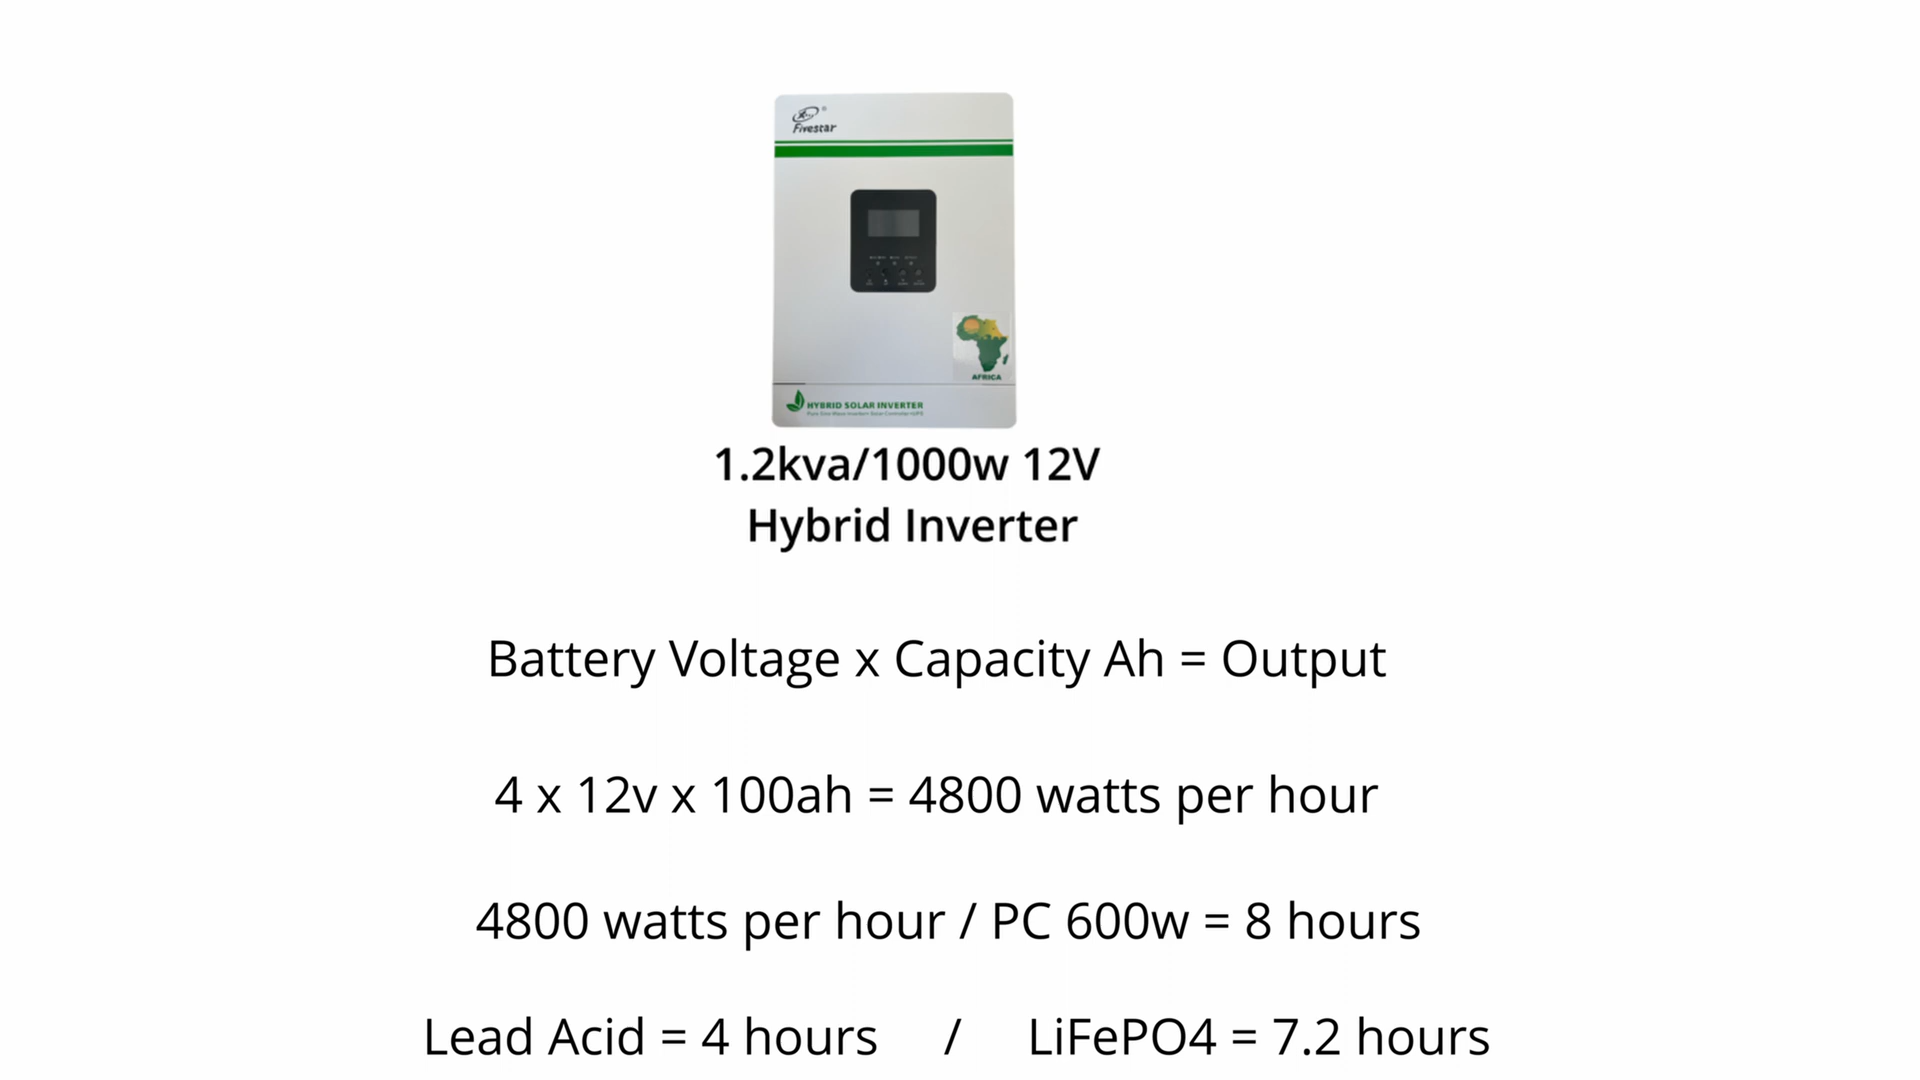 Fivestar
AFRICA
HYBRID SOLAR INVERTER
1.2kva/1000w 12V
Hybrid Inverter
Battery Voltage x Capacity Ah = Output
4 x 12v x 100ah = 4800 watts per hour
4800 watts per hour / PC 600w = 8 hours
Lead Acid = 4 hours / LiFePO4 = 7.2 hours